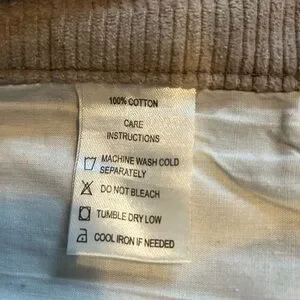 100% COTTON
CARE
INSTRUCTIONS
MACHINE WASH COLD
SEPARATELY
DO NOT BLEACH
TUMBLE DRY LOW
COOL IRON IF NEEDED